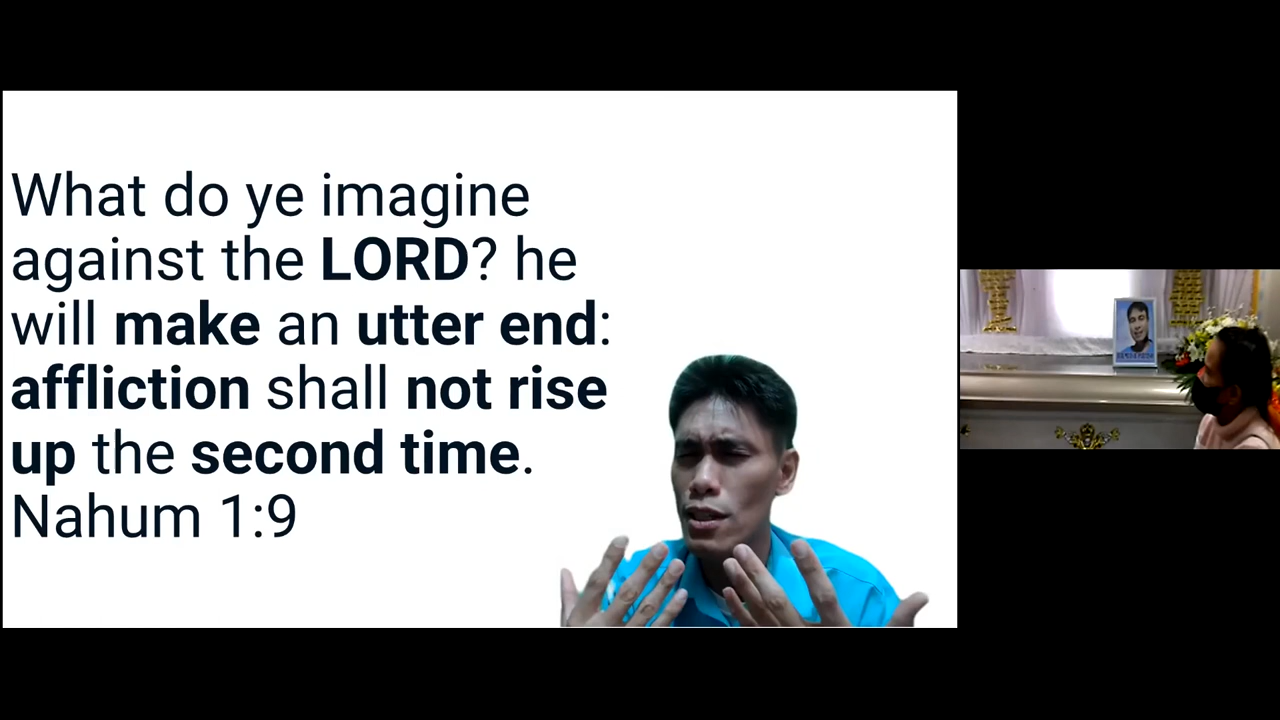 What do ye imagine
against the LORD? he
will make an utter end:
affliction shall not rise
up the second time.
Nahum 1:9